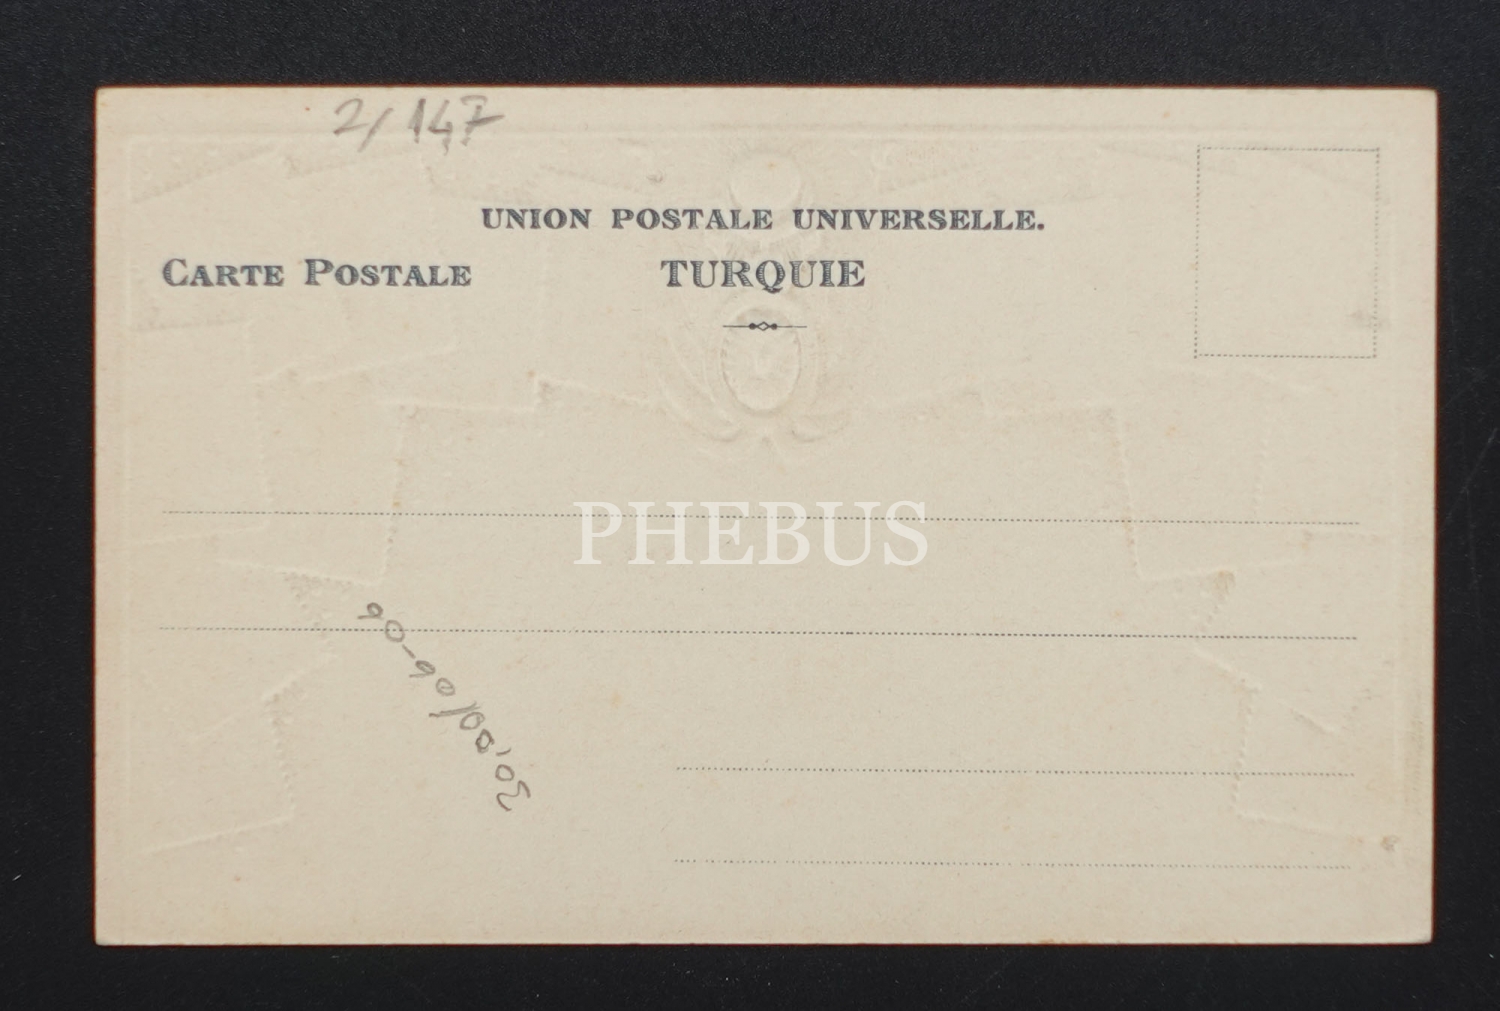 2/147
UNION POSTALE UNIVERSELLE.
CARTE POSTALE
TURQUIE
PHEBUS